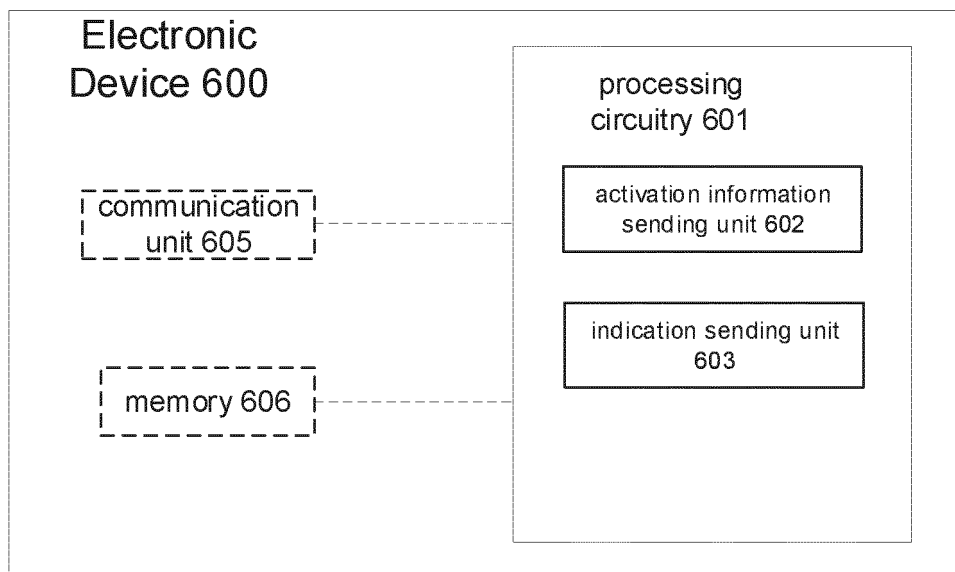 Electronic
Device 600
processing
circuitry 601
communication
unit 605
activation information
sending unit 602
indication sending unit
603
memory 606